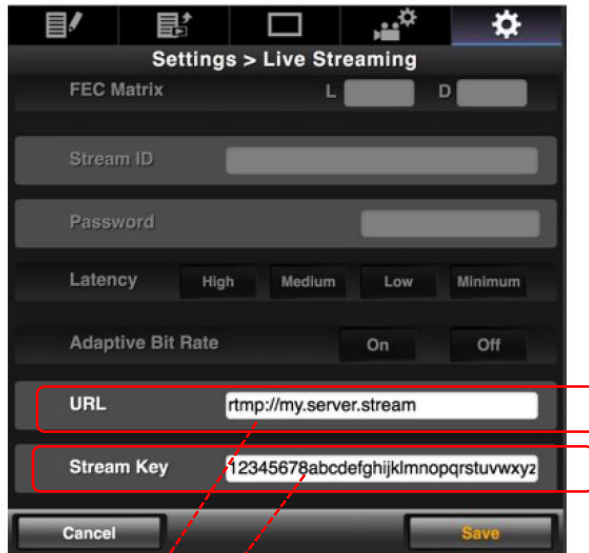 Settings > Live Streaming
FEC Matrix L D
Stream ID
Password
Latency High Medium Low Minimum
Adaptive Bit Rate On Off
URL rtmp://my.server.stream
Stream Key 12345678abcdefghijklmnopqrstuvwxyz
Cancel Save